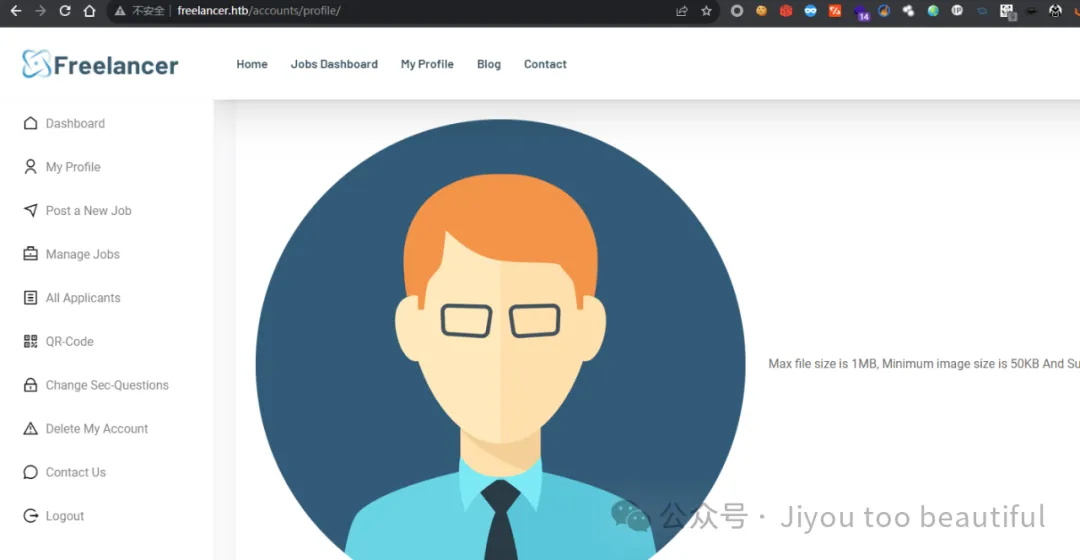 不安全 freelancer.htb/accounts/profile/
14
Freelancer
Home Jobs Dashboard My Profile Blog Contact
Dashboard
My Profile
Post a New Job
Manage Jobs
All Applicants
QR-Code
Change Sec-Questions
Delete My Account
Contact Us
Logout
Max file size is 1MB, Minimum image size is 50KB And Su
公众号 · Jiyou too beautiful